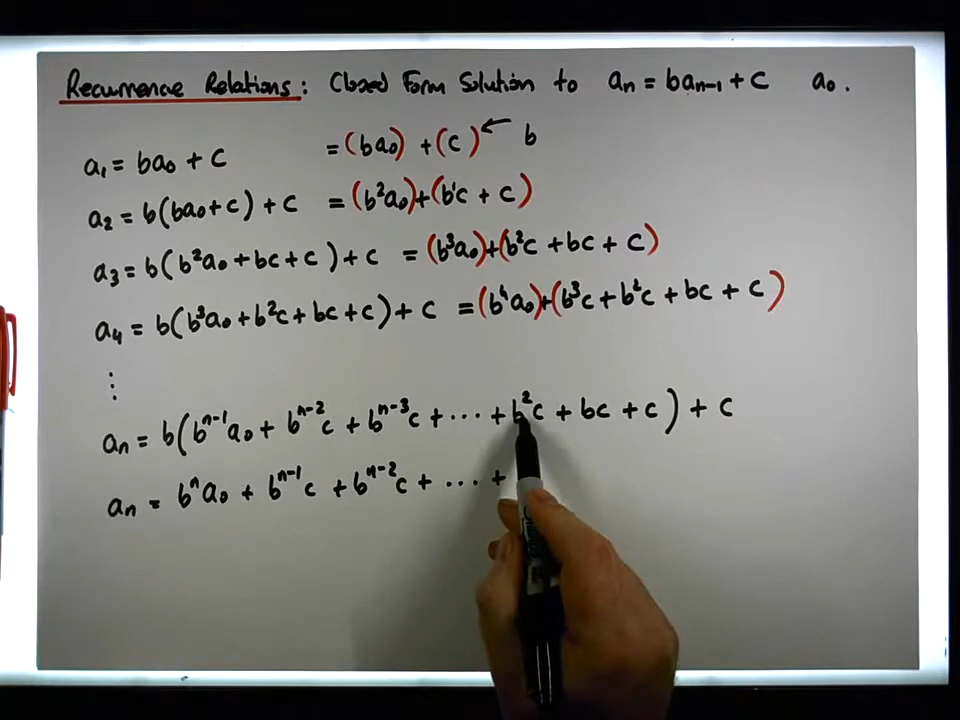 Recurrence Relations: Closed Form Solution to aₙ = baₙ₋₁ + c a₀.
a₁ = ba₀ + c = (ba₀) + (c) ← b
a₂ = b(ba₀ + c) + c = (b²a₀) + (b¹c + c)
a₃ = b(b²a₀ + bc + c) + c = (b³a₀) + (b²c + bc + c)
a₄ = b(b³a₀ + b²c + bc + c) + c = (b⁴a₀) + (b³c + b²c + bc + c)
⋮
aₙ = b(bⁿ⁻¹a₀ + bⁿ⁻²c + bⁿ⁻³c + ⋯ + b²c + bc + c) + c
aₙ = bⁿa₀ + bⁿ⁻¹c + bⁿ⁻²c + ⋯ +